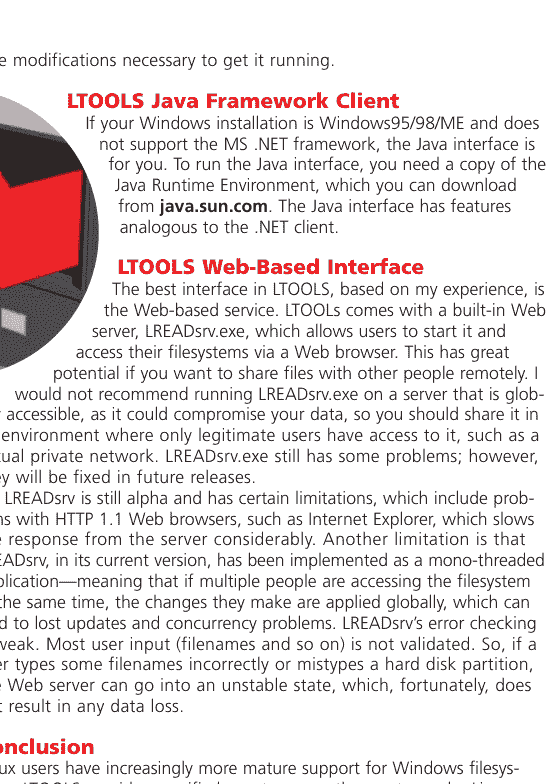 modifications necessary to get it running.
LTOOLS Java Framework Client
If your Windows installation is Windows95/98/ME and does
not support the MS .NET framework, the Java interface is
for you. To run the Java interface, you need a copy of the
Java Runtime Environment, which you can download
from java.sun.com. The Java interface has features
analogous to the .NET client.
LTOOLS Web-Based Interface
The best interface in LTOOLS, based on my experience, is
the Web-based service. LTOOLs comes with a built-in Web
server, LREADsrv.exe, which allows users to start it and
access their filesystems via a Web browser. This has great
potential if you want to share files with other people remotely. I
would not recommend running LREADsrv.exe on a server that is glob-
accessible, as it could compromise your data, so you should share it in
environment where only legitimate users have access to it, such as a
private network. LREADsrv.exe still has some problems; however,
will be fixed in future releases.
LREADsrv is still alpha and has certain limitations, which include prob-
with HTTP 1.1 Web browsers, such as Internet Explorer, which slows
response from the server considerably. Another limitation is that
in its current version, has been implemented as a mono-threaded
meaning that if multiple people are accessing the filesystem
the same time, the changes they make are applied globally, which can
to lost updates and concurrency problems. LREADsrv’s error checking
weak. Most user input (filenames and so on) is not validated. So, if a
types some filenames incorrectly or mistypes a hard disk partition,
Web server can go into an unstable state, which, fortunately, does
result in any data loss.
onclusion
users have increasingly more mature support for Windows filesys-